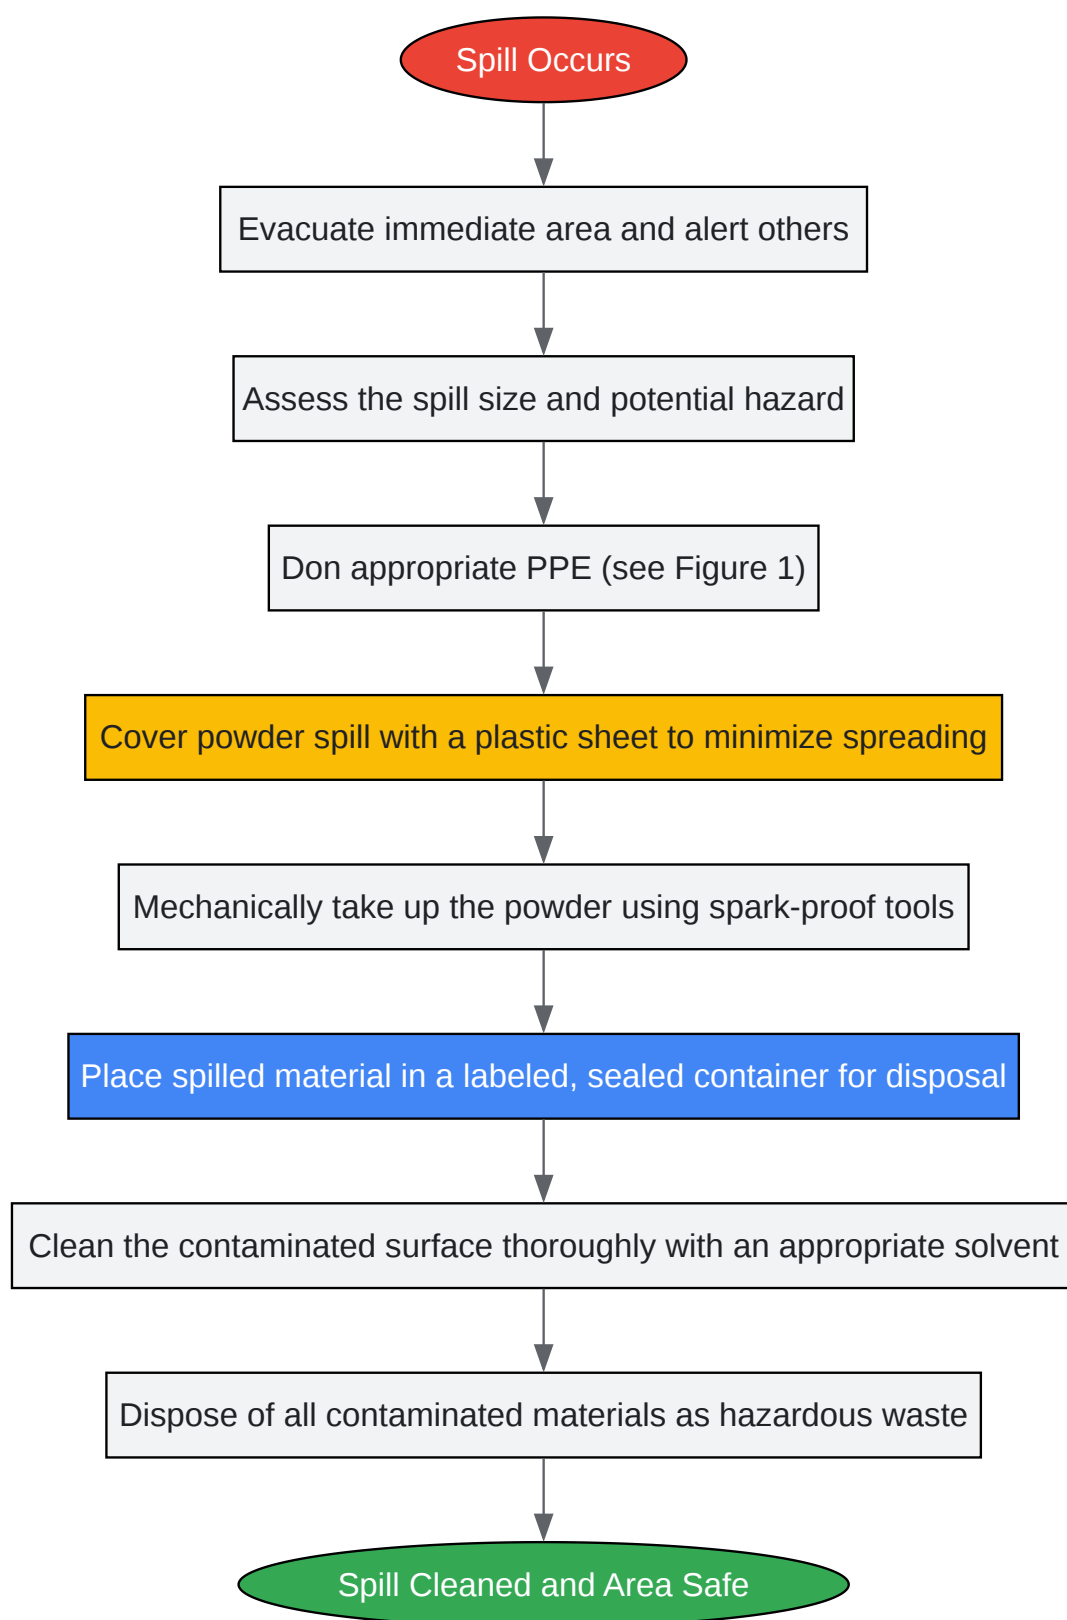 Spill Occurs
Evacuate immediate area and alert others
Assess the spill size and potential hazard
Don appropriate PPE (see Figure 1)
Cover powder spill with a plastic sheet to minimize spreading
Mechanically take up the powder using spark-proof tools
Place spilled material in a labeled, sealed container for disposal
Clean the contaminated surface thoroughly with an appropriate solvent
Dispose of all contaminated materials as hazardous waste
Spill Cleaned and Area Safe